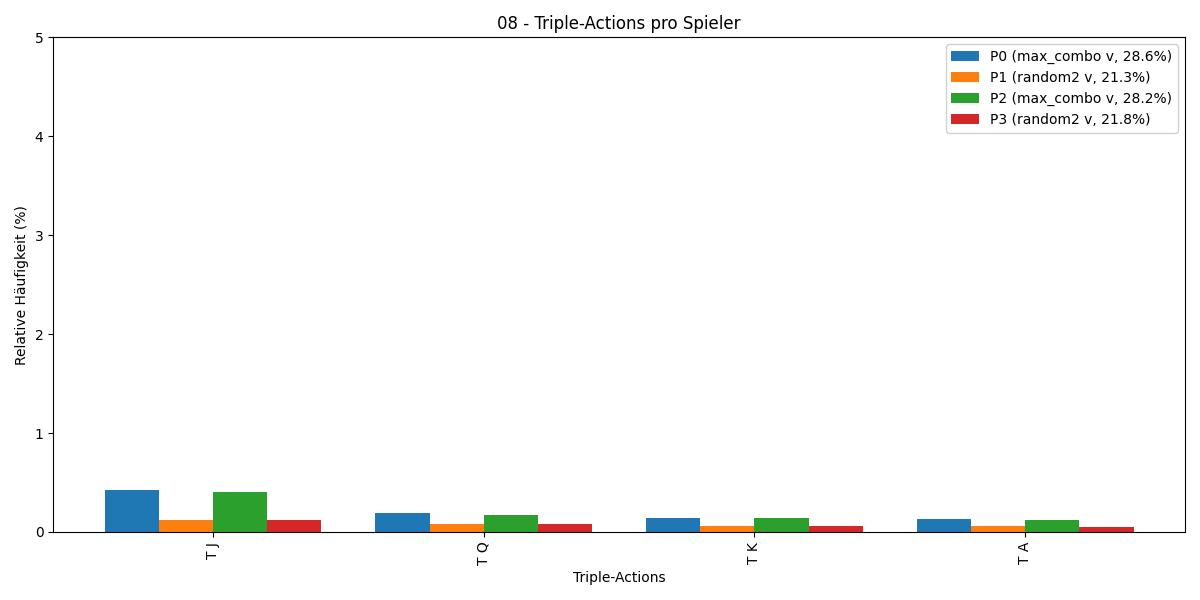 08 - Triple-Actions pro Spieler
P0 (max_combo v, 28.6%)
P1 (random2 v, 21.3%)
P2 (max_combo v, 28.2%)
P3 (random2 v, 21.8%)
Relative Häufigkeit (%)
5
4
3
2
1
0
T J
T Q
T K
T A
Triple-Actions